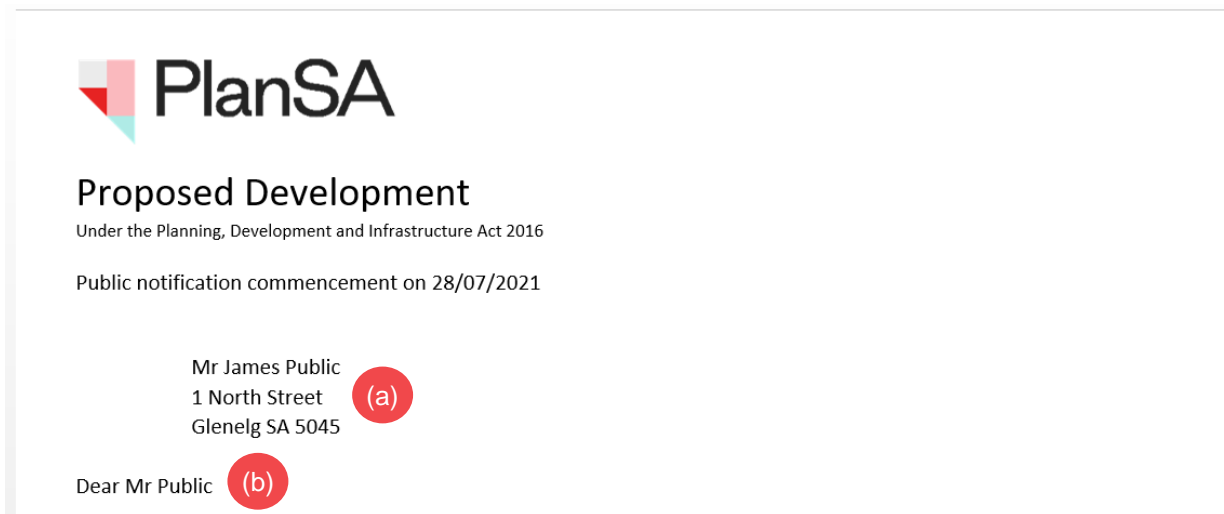 PlanSA
Proposed Development
Under the Planning, Development and Infrastructure Act 2016
Public notification commencement on 28/07/2021
Mr James Public
1 North Street
(a)
Glenelg SA 5045
Dear Mr Public
(b)